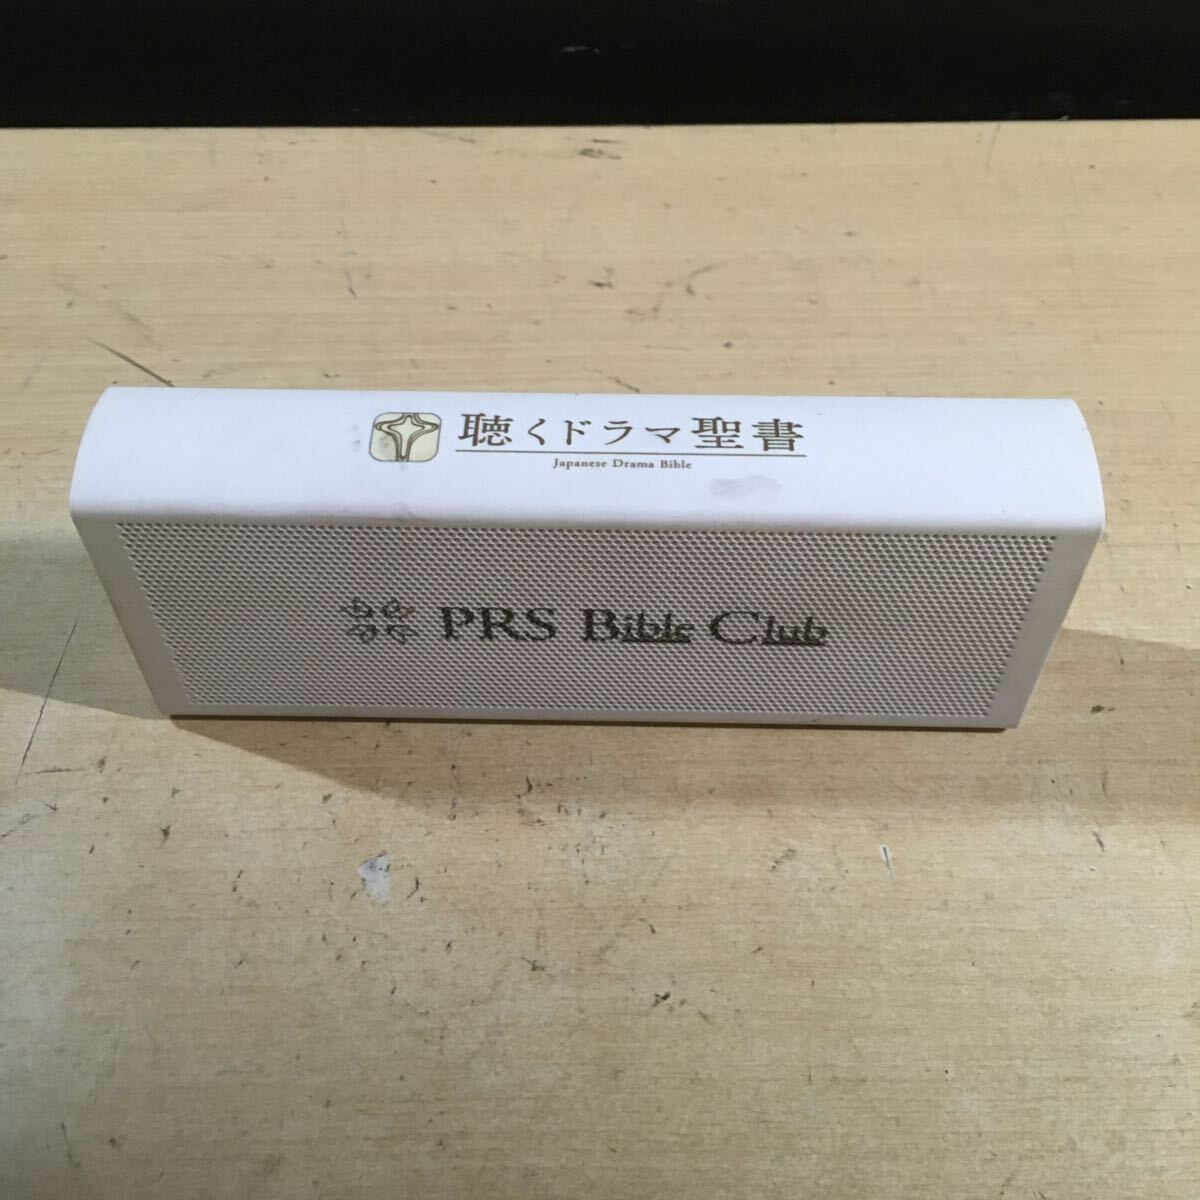 聴くドラマ聖書
Japanese Drama Bible
PRS Bible Club